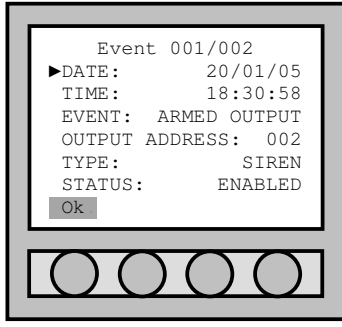 Event 001/002
►DATE: 20/01/05
TIME: 18:30:58
EVENT: ARMED OUTPUT
OUTPUT ADDRESS: 002
TYPE: SIREN
STATUS: ENABLED
Ok